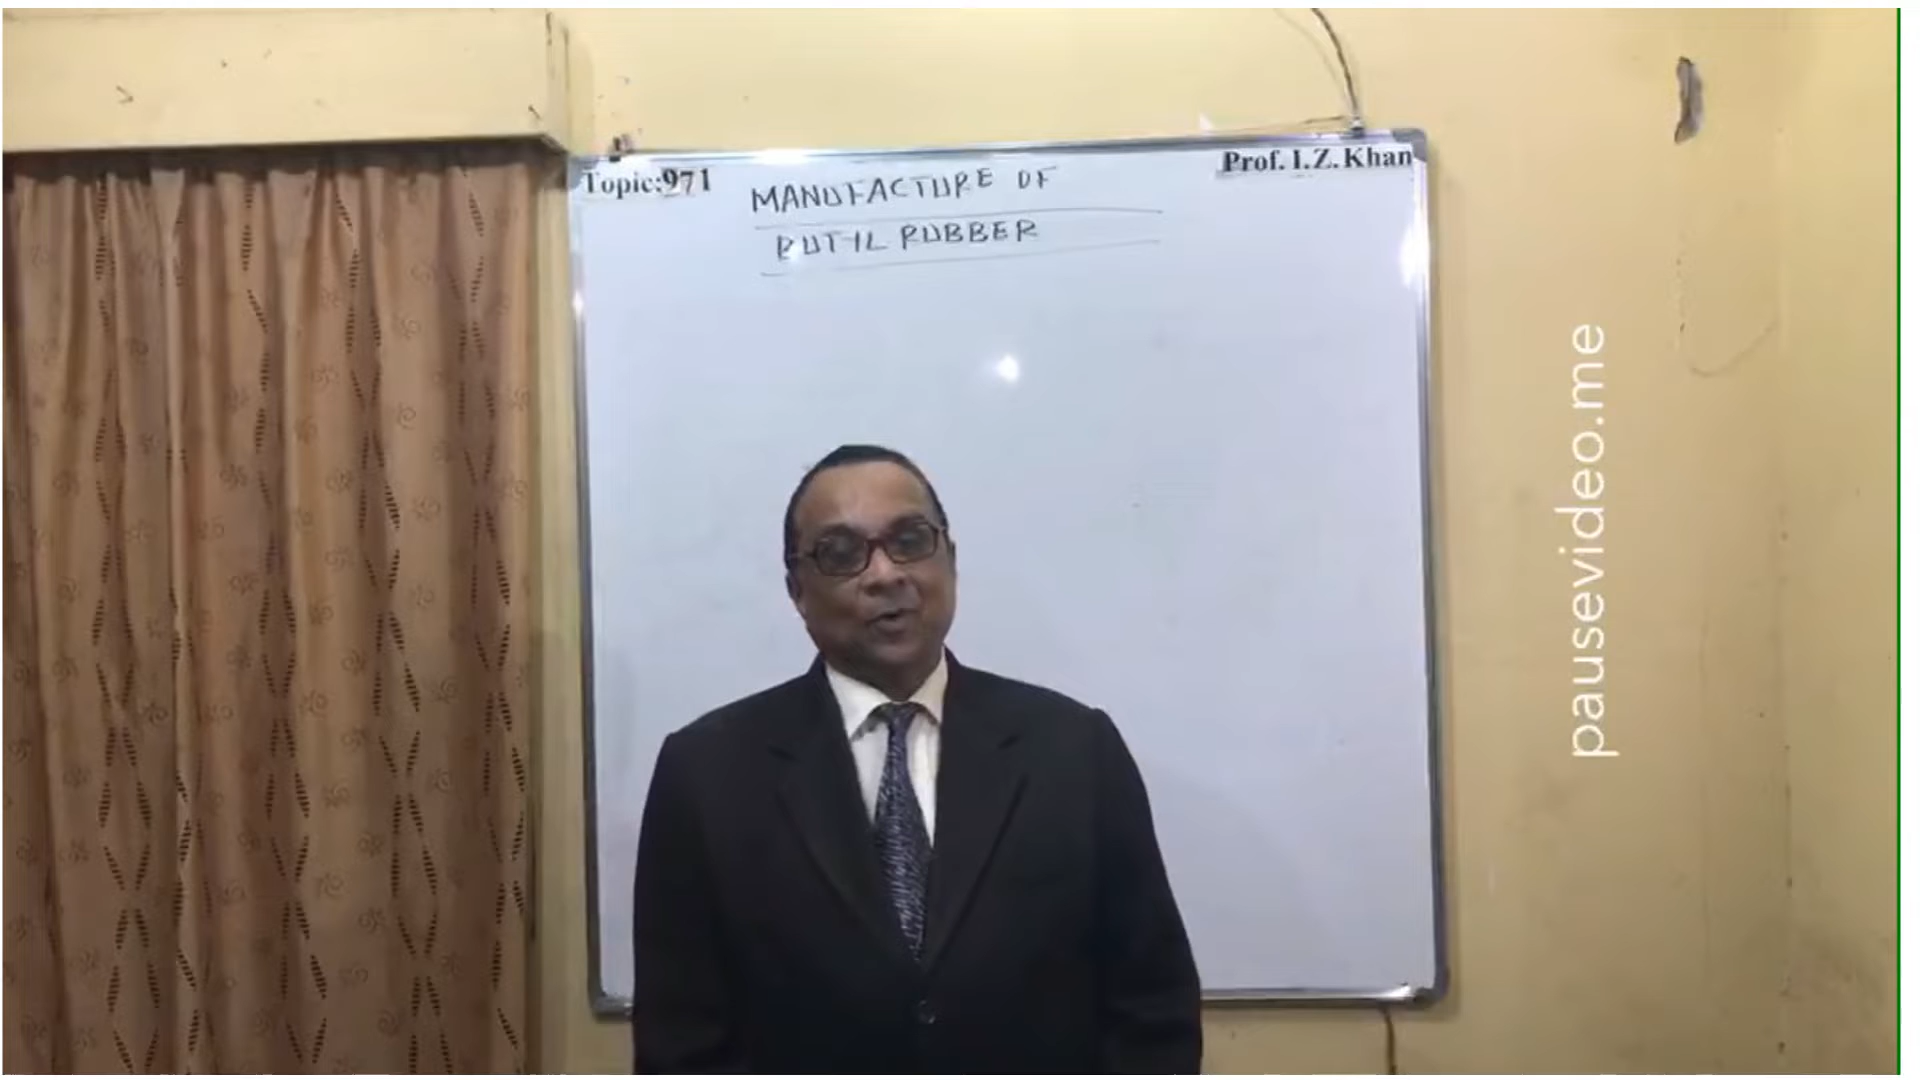 Topic:971
Prof. I.Z. Khan
MANUFACTURE OF
BUTYL RUBBER
pausevideo.me